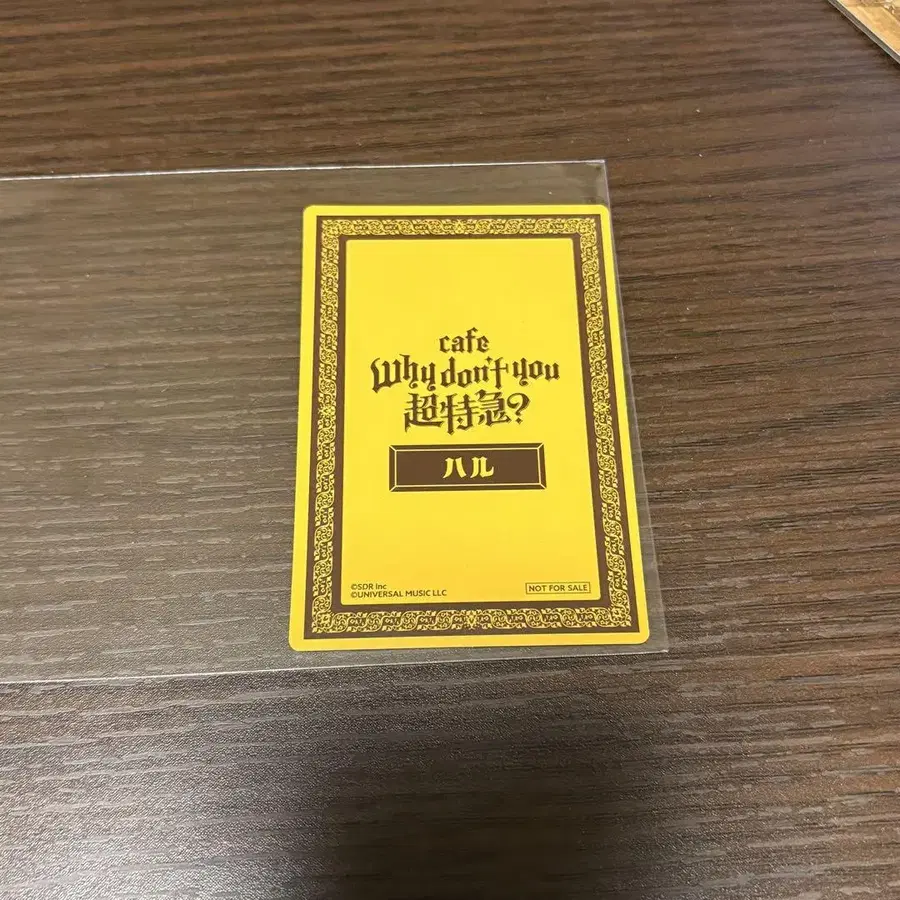 cafe
Why don't you
超特急?
ハル
©SDR Inc
©UNIVERSAL MUSIC LLC
NOT FOR SALE